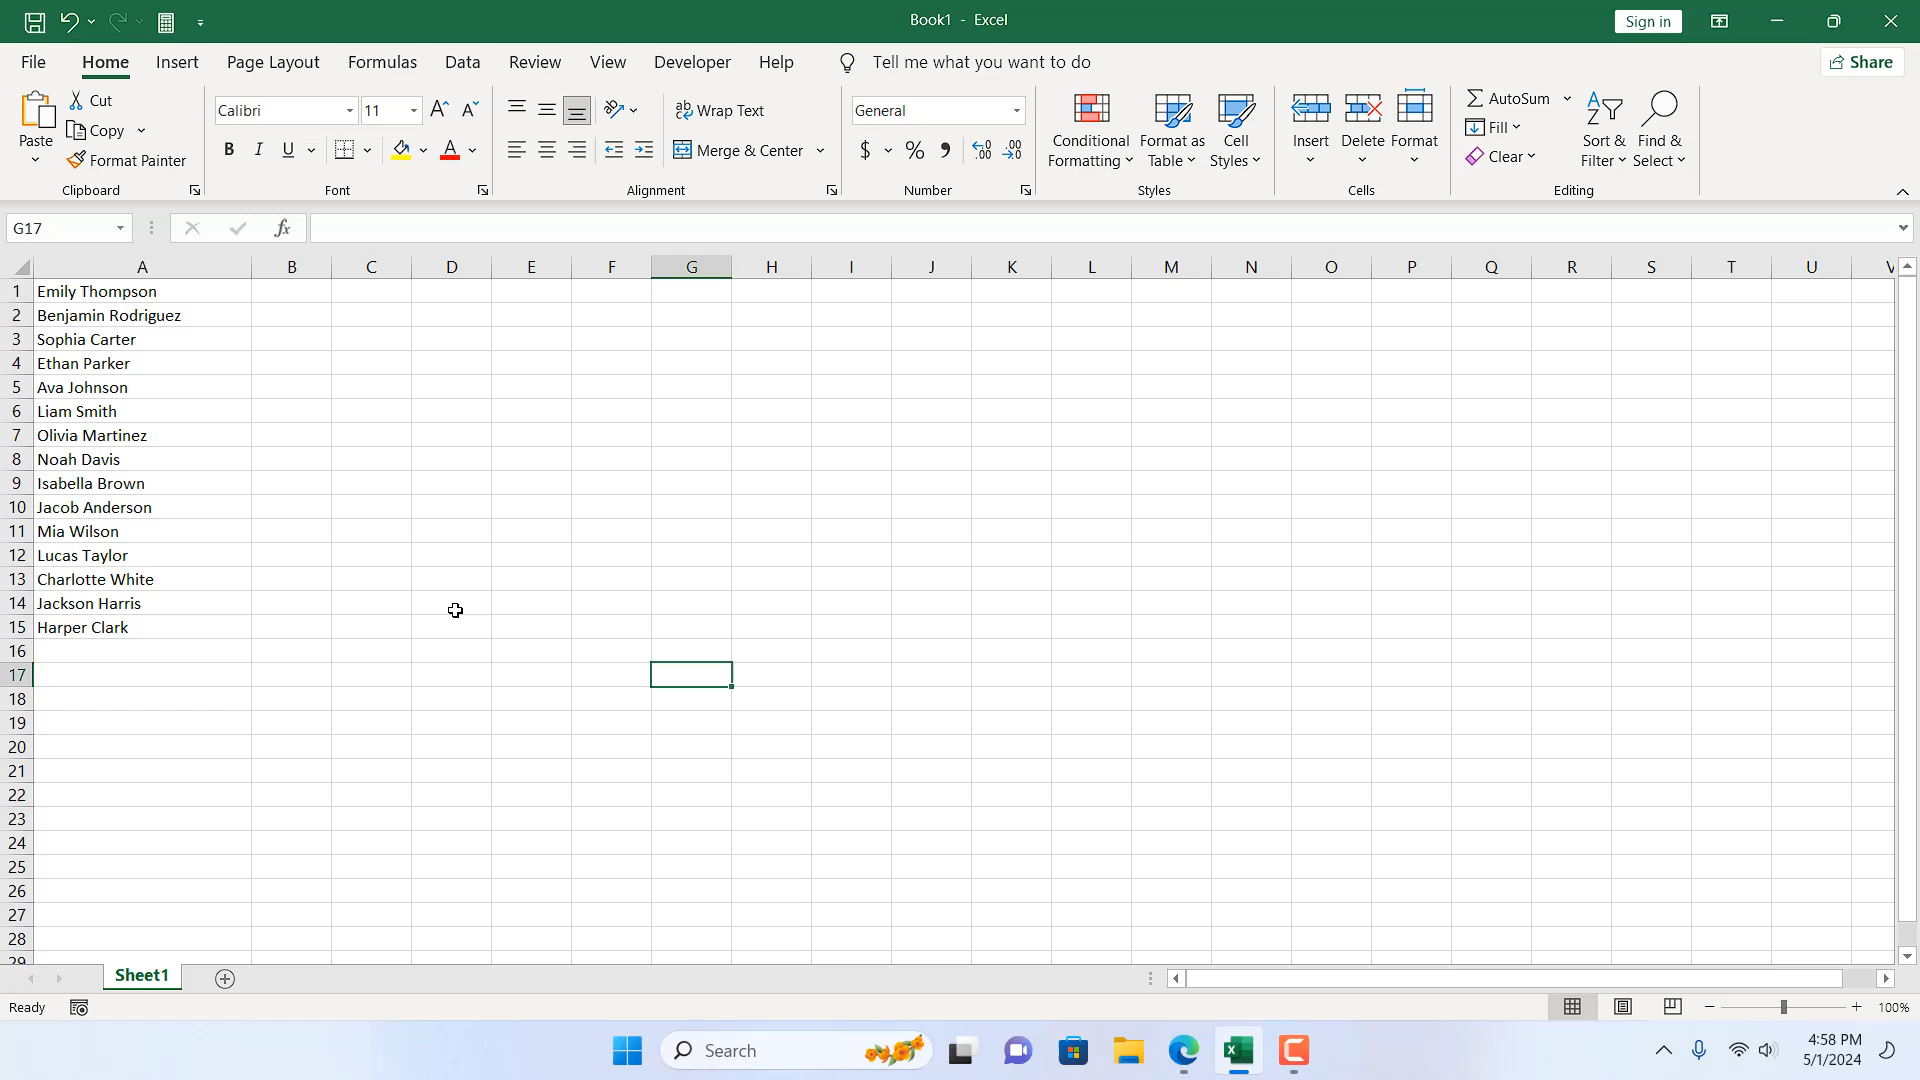 Book1 - Excel
Sign in
File Home Insert Page Layout Formulas Data Review View Developer Help Tell me what you want to do Share
Paste
Cut
Copy
Format Painter
Clipboard
Calibri 11
B I U A
Font
Wrap Text
Merge & Center
Alignment
General
$ % , .00 .00
Number
Conditional Formatting
Format as Table
Cell Styles
Styles
Insert Delete Format
Cells
AutoSum
Fill
Clear
Sort & Filter
Find & Select
Editing
G17 fx
A B C D E F G H I J K L M N O P Q R S T U V
1 Emily Thompson
2 Benjamin Rodriguez
3 Sophia Carter
4 Ethan Parker
5 Ava Johnson
6 Liam Smith
7 Olivia Martinez
8 Noah Davis
9 Isabella Brown
10 Jacob Anderson
11 Mia Wilson
12 Lucas Taylor
13 Charlotte White
14 Jackson Harris
15 Harper Clark
16
17
18
19
20
21
22
23
24
25
26
27
28
29
Sheet1
Ready
100%
Search
4:58 PM
5/1/2024